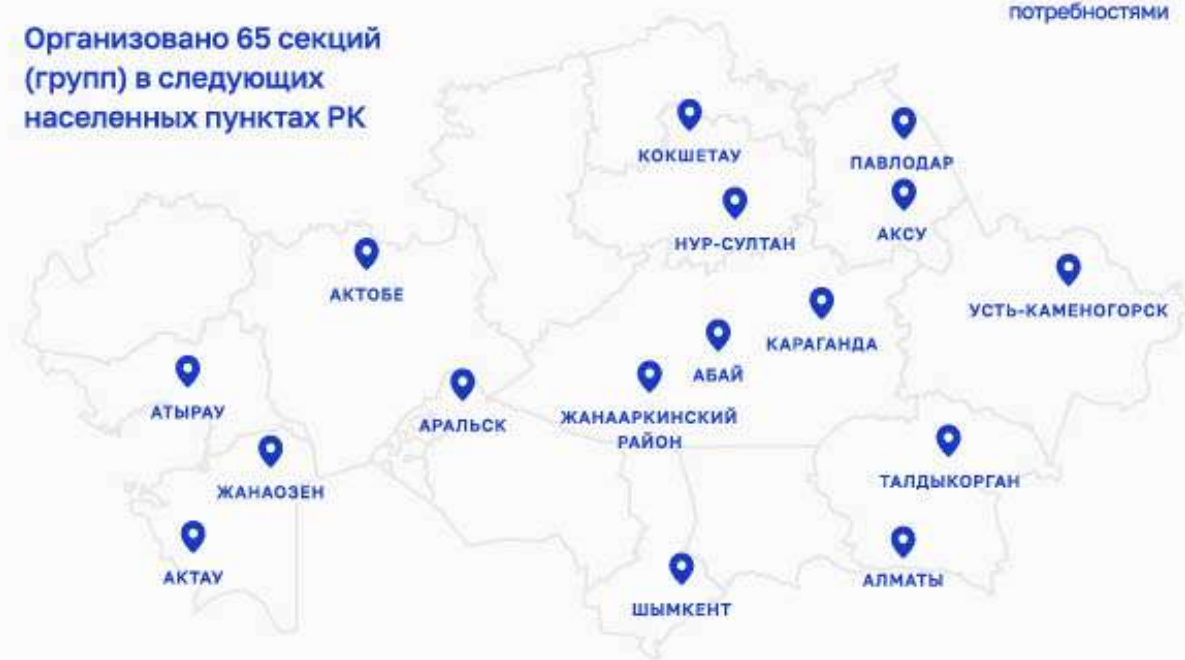 потребностями
Организовано 65 секций
(групп) в следующих
населенных пунктах РК
КОКШЕТАУ
ПАВЛОДАР
НУР-СУЛТАН
АКСУ
АКТОБЕ
УСТЬ-КАМЕНОГОРСК
КАРАГАНДА
АБАЙ
АТЫРАУ
АРАЛЬСК
ЖАНААРКИНСКИЙ
РАЙОН
ЖАНАОЗЕН
ТАЛДЫКОРГАН
АКТАУ
АЛМАТЫ
ШЫМКЕНТ